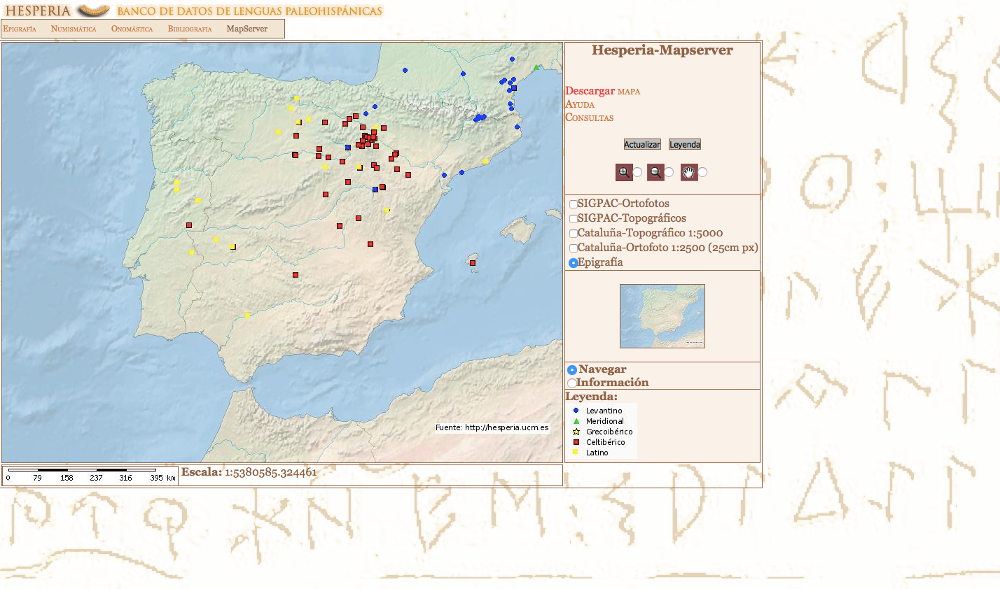 HESPERIA BANCO DE DATOS DE LENGUAS PALEOHISPÁNICAS
Epigrafía Numismática Onomástica Bibliografía MapServer
Hesperia-Mapserver
Descargar mapa
Ayuda
Consultas
Actualizar Leyenda
SIGPAC-Ortofotos
SIGPAC-Topográficos
Cataluña-Topográfico 1:5000
Cataluña-Ortofoto 1:2500 (25cm px)
Epigrafía
Navegar
Información
Leyenda:
Levantino
Meridional
Grecoibérico
Celtibérico
Latino
Fuente: http://hesperia.ucm.es
0 79 158 237 316 395 km
Escala: 1:5380585.324461